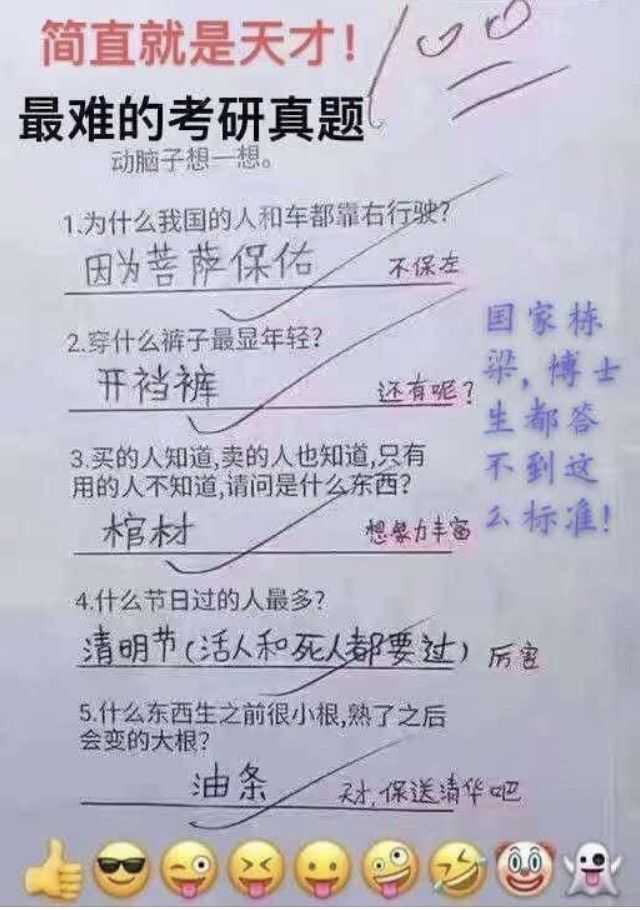 简直就是天才!
100
最难的考研真题
动脑子想一想。
1.为什么我国的人和车都靠右行驶?
因为菩萨保佑 不保左
2.穿什么裤子最显年轻?
开裆裤 还有呢?
3.买的人知道,卖的人也知道,只有
用的人不知道,请问是什么东西?
棺材 想象力丰富
国家栋
梁,博士
生都答
不到这
么标准!
4.什么节日过的人最多?
清明节(活人和死人都要过) 厉害
5.什么东西生之前很小根,熟了之后
会变的大根?
油条 天才,保送清华吧